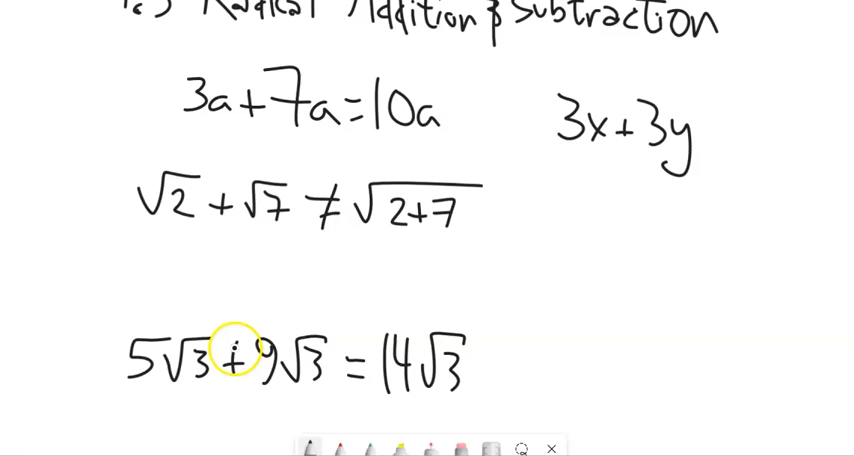 Radical Addition & Subtraction
3a+7a=10a
3x+3y
√2 + √7 ≠ √(2+7)
5√3 + 9√3 = 14√3